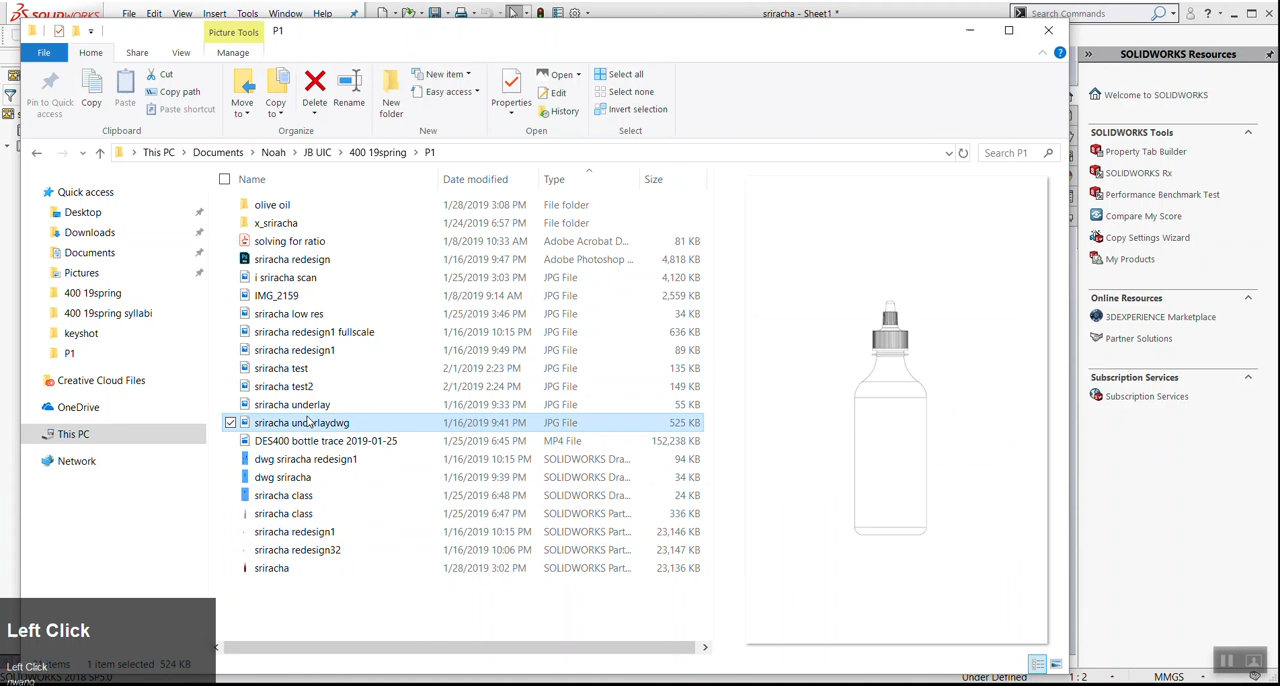 SOLIDWORKS File Edit View Insert Tools Window Help sriracha - Sheet1 * Search Commands
Picture Tools P1
File Home Share View Manage
SOLIDWORKS Resources
Pin to Quick access
Copy
Paste
Cut
Copy path
Paste shortcut
Move to
Copy to
Delete
Rename
New folder
New item
Easy access
Properties
Open
Edit
History
Select all
Select none
Invert selection
Clipboard Organize New Open Select
This PC > Documents > Noah > JB UIC > 400 19spring > P1
Search P1
Quick access
Desktop
Downloads
Documents
Pictures
400 19spring
400 19spring syllabi
keyshot
P1
Creative Cloud Files
OneDrive
This PC
Network
Name Date modified Type Size
olive oil 1/28/2019 3:08 PM File folder
x_sriracha 1/24/2019 6:57 PM File folder
solving for ratio 1/8/2019 10:33 AM Adobe Acrobat D... 81 KB
sriracha redesign 1/16/2019 9:47 PM Adobe Photoshop ... 4,818 KB
i sriracha scan 1/25/2019 3:03 PM JPG File 4,120 KB
IMG_2159 1/8/2019 9:14 AM JPG File 2,559 KB
sriracha low res 1/25/2019 3:46 PM JPG File 34 KB
sriracha redesign1 fullscale 1/16/2019 10:15 PM JPG File 636 KB
sriracha redesign1 1/16/2019 9:49 PM JPG File 89 KB
sriracha test 2/1/2019 2:23 PM JPG File 135 KB
sriracha test2 2/1/2019 2:24 PM JPG File 149 KB
sriracha underlay 1/16/2019 9:33 PM JPG File 55 KB
sriracha underlaydwg 1/16/2019 9:41 PM JPG File 525 KB
DES400 bottle trace 2019-01-25 1/25/2019 6:45 PM MP4 File 152,238 KB
dwg sriracha redesign1 1/16/2019 10:15 PM SOLIDWORKS Dra... 94 KB
dwg sriracha 1/16/2019 9:39 PM SOLIDWORKS Dra... 34 KB
sriracha class 1/25/2019 6:48 PM SOLIDWORKS Dra... 24 KB
sriracha class 1/25/2019 6:47 PM SOLIDWORKS Part... 336 KB
sriracha redesign1 1/16/2019 10:15 PM SOLIDWORKS Part... 23,146 KB
sriracha redesign32 1/16/2019 10:06 PM SOLIDWORKS Part... 23,147 KB
sriracha 1/28/2019 3:02 PM SOLIDWORKS Part... 23,136 KB
Welcome to SOLIDWORKS
SOLIDWORKS Tools
Property Tab Builder
SOLIDWORKS Rx
Performance Benchmark Test
Compare My Score
Copy Settings Wizard
My Products
Online Resources
3DEXPERIENCE Marketplace
Partner Solutions
Subscription Services
Subscription Services
Left Click
Left Click
items 1 item selected 524 KB
SOLIDWORKS 2018 SP5.0 Under Defined 1 : 2 MMGS